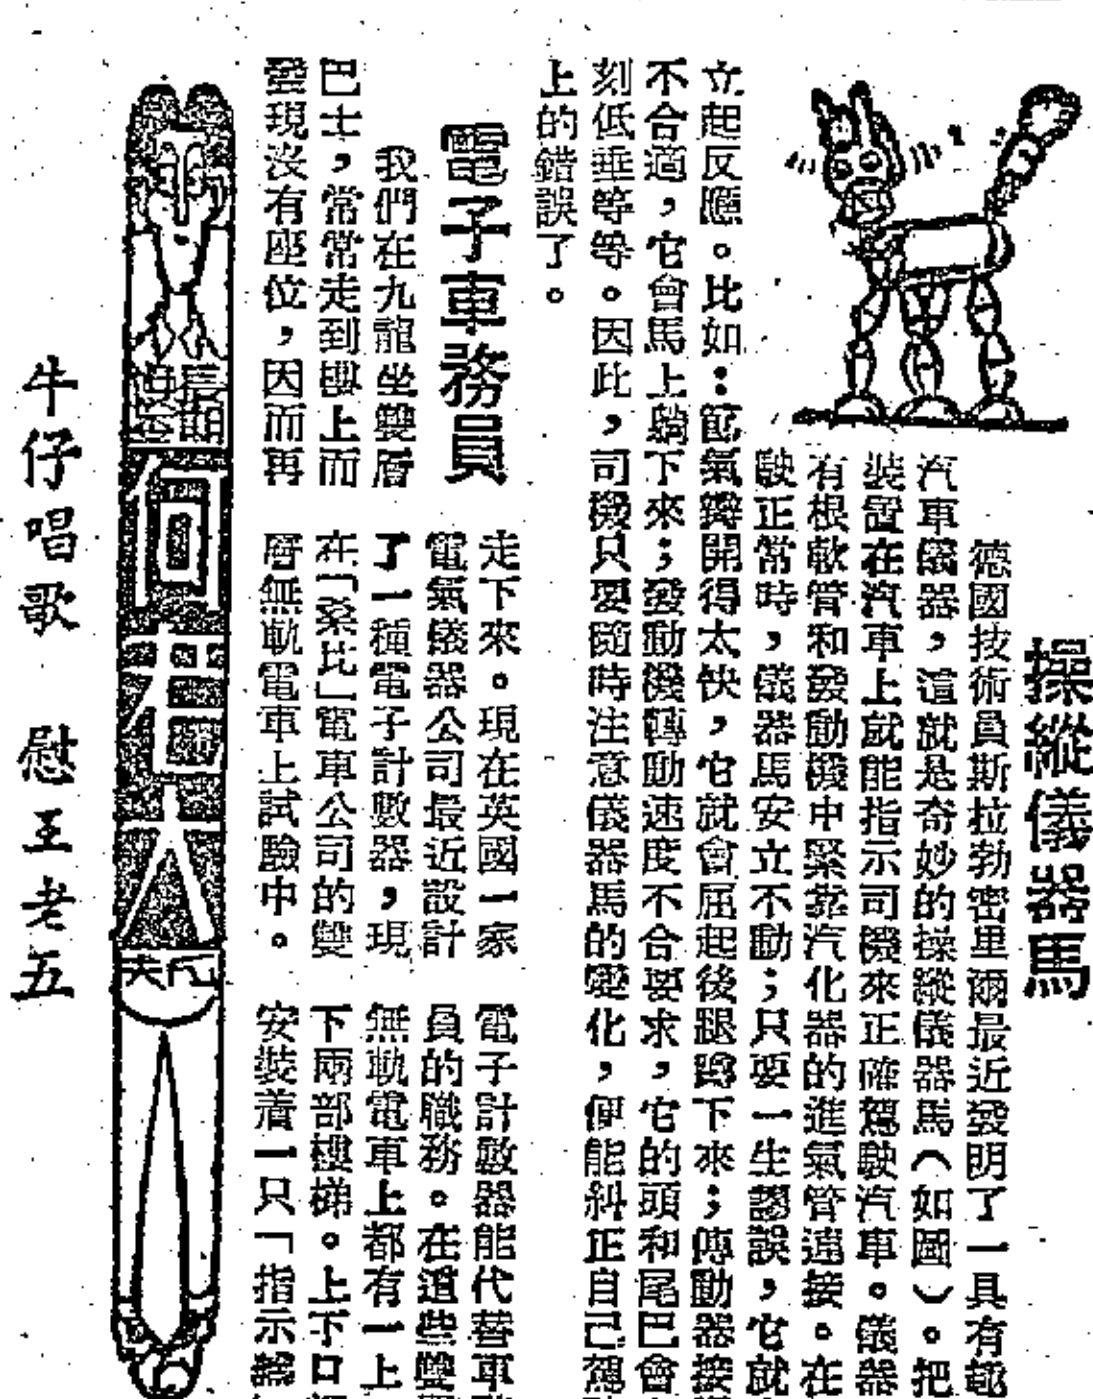 操縱儀器馬
德國技術員斯拉勃密里爾最近發明了一具有趣
汽車儀器，這就是奇妙的操縱儀器馬（如圖）。把
裝置在汽車上就能指示司機來正確駕駛汽車。儀器
有根軟管和發動機中緊靠汽化器的進氣管連接。在
駛正常時，儀器馬安立不動；只要一生錯誤，它就
立起反應。比如：節氣瓣開得太快，它就會屈起後腿蹲下來；傳動器接
不合適，它會馬上躺下來；發動機轉動速度不合要求，它的頭和尾巴會
刻低垂等等。因此，司機只要隨時注意儀器馬的變化，便能糾正自己駕
上的錯誤了。
電子車務員
我們在九龍坐雙層
巴士，常常走到樓上而
發現沒有座位，因而再
走下來。現在英國一家
電氣儀器公司最近設計
了一種電子計數器，現
在「桑比」電車公司的雙
層無軌電車上試驗中。
電子計數器能代替車
員的職務。在這些雙
無軌電車上都有一上
下兩部樓梯。上下口
安裝着一只「指示
何老大
牛仔唱歌 慰王老五